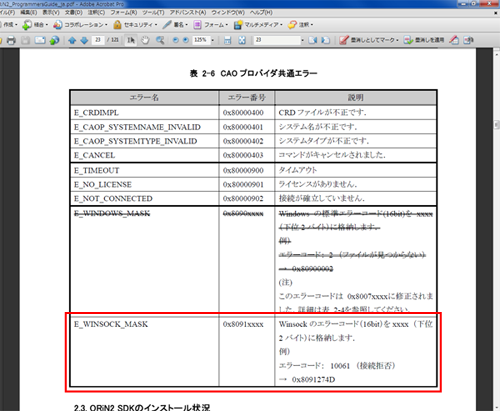 RiN2_ProgrammersGuide_ja.pdf - Adobe Acrobat Pro
ファイル(F) 編集(E) 表示(V) 文書(D) 注釈(C) フォーム(R) ツール(T) アドバンスト(A) ウィンドウ(W) ヘルプ(H)
作成 コラボレーション セキュリティ 署名 フォーム マルチメディア 注釈
23 / 121 125% 23 墨消しとしてマーク 墨消しを適用
表 2-6 CAO プロバイダ共通エラー
エラー名 エラー番号 説明
E_CRDIMPL 0x80000400 CRD ファイルが不正です．
E_CAOP_SYSTEMNAME_INVALID 0x80000401 システム名が不正です．
E_CAOP_SYSTEMTYPE_INVALID 0x80000402 システムタイプが不正です．
E_CANCEL 0x80000403 コマンドがキャンセルされました．
E_TIMEOUT 0x80000900 タイムアウト
E_NO_LICENSE 0x80000901 ライセンスがありません．
E_NOT_CONNECTED 0x80000902 接続が確立していません．
E_WINDOWS_MASK 0x8090xxxx Windows の標準エラーコード(16bit)を xxxx
（下位 2 バイト）に格納します．
例）
エラーコード: 2 （ファイルが見つからない）
→ 0x80900002
(注)
このエラーコードは 0x8007xxxxに修正されま
した. 詳細は表 2-4を参照してください.
E_WINSOCK_MASK 0x8091xxxx Winsock のエラーコード(16bit)を xxxx （下位
2 バイト）に格納します．
例）
エラーコード: 10061 （接続拒否）
→ 0x8091274D
2.3. ORiN2 SDKのインストール状況